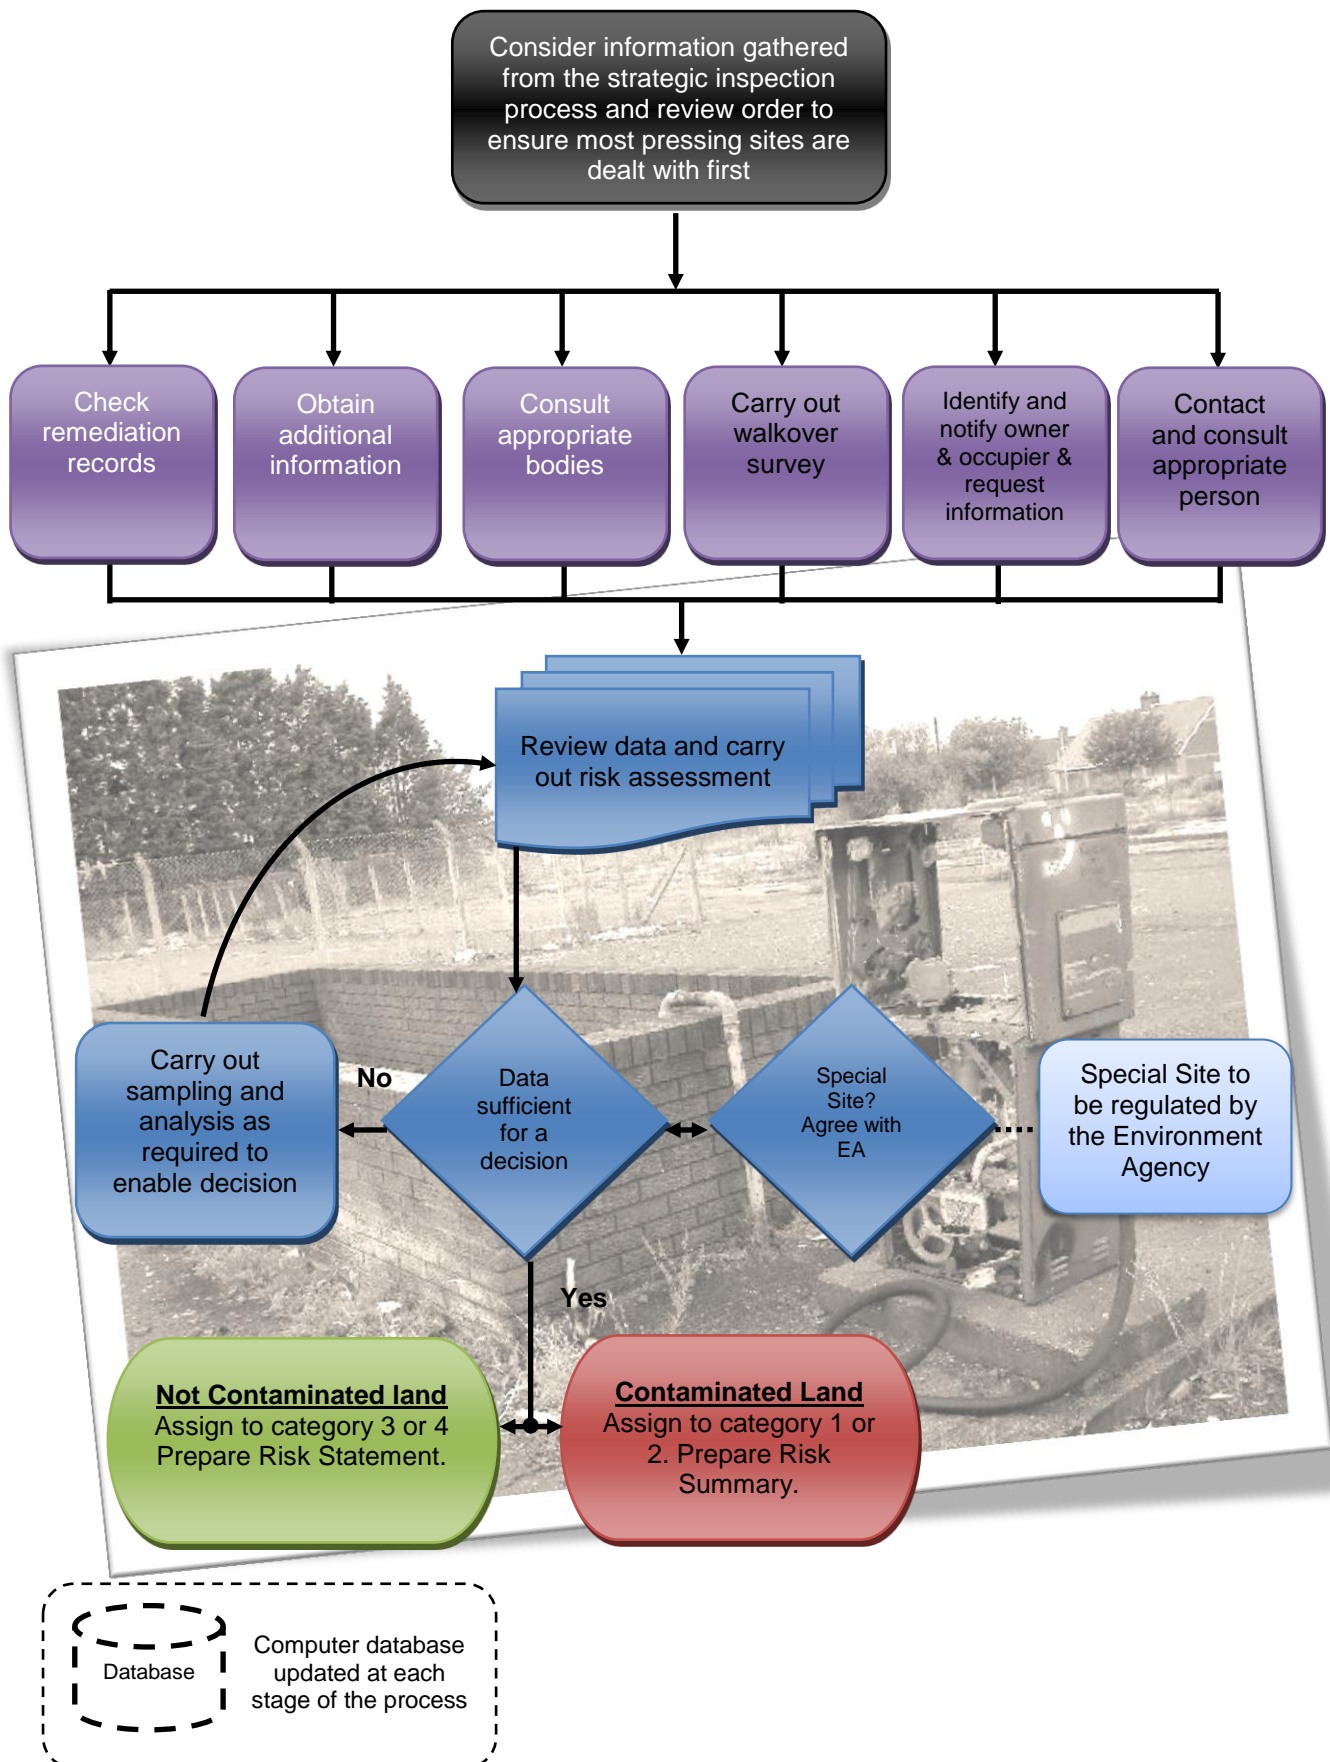 Consider information gathered
from the strategic inspection
process and review order to
ensure most pressing sites are
dealt with first
Check
remediation
records
Obtain
additional
information
Consult
appropriate
bodies
Carry out
walkover
survey
Identify and
notify owner
& occupier &
request
information
Contact
and consult
appropriate
person
Review data and carry
out risk assessment
Carry out
sampling and
analysis as
required to
enable decision
No
Data
sufficient
for a
decision
Special
Site?
Agree with
EA
Special Site to
be regulated by
the Environment
Agency
Yes
Not Contaminated land
Assign to category 3 or 4
Prepare Risk Statement.
Contaminated Land
Assign to category 1 or
2. Prepare Risk
Summary.
Database
Computer database
updated at each
stage of the process